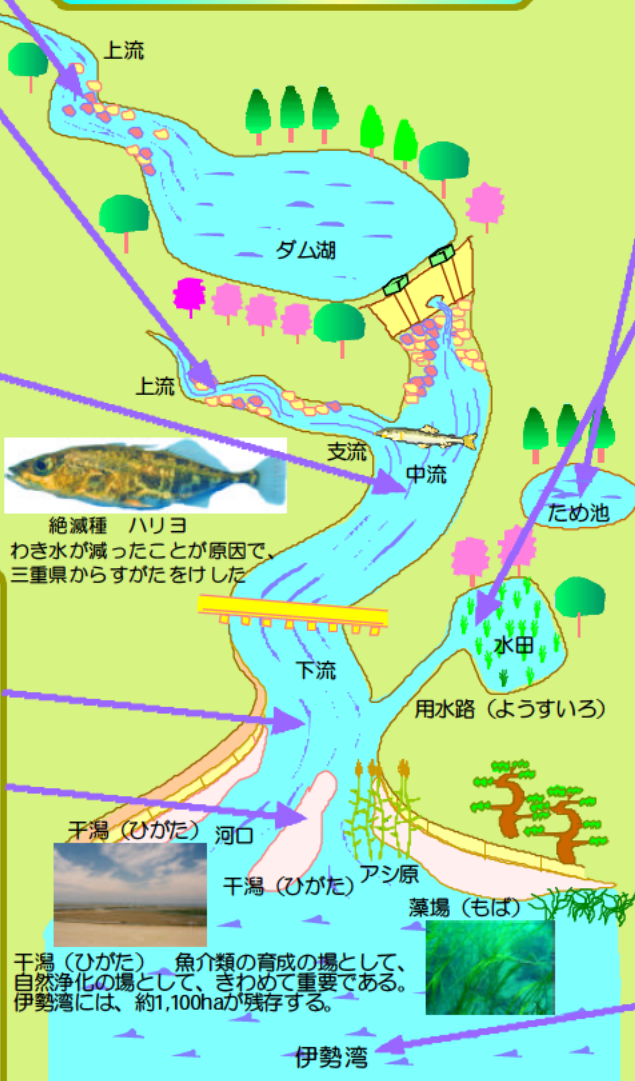 上流
ダム湖
上流
支流
中流
ため池
絶滅種　ハリヨ
わき水が減ったことが原因で、
三重県からすがたをけした
水田
下流
用水路（ようすいろ）
干潟（ひがた）
河口
干潟（ひがた）
アシ原
藻場（もば）
干潟（ひがた）　魚介類の育成の場として、
自然浄化の場として、きわめて重要である。
伊勢湾には、約1,100haが残存する。
伊勢湾